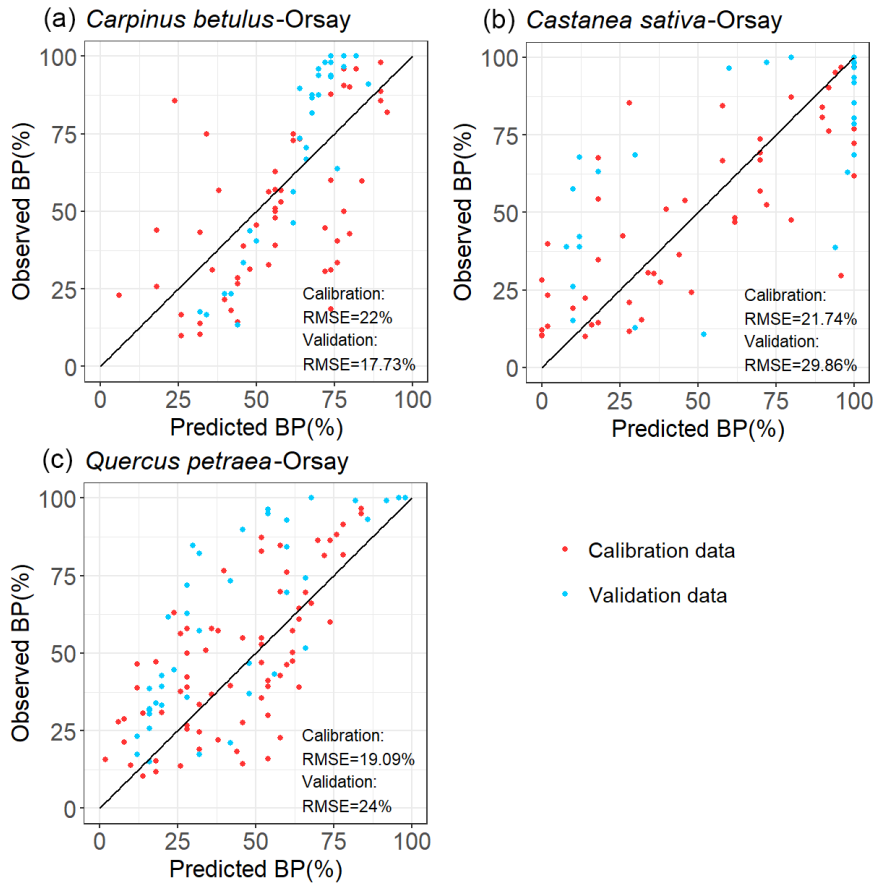 (a) Carpinus betulus-Orsay
100
75
50
25
0
Observed BP(%)
Calibration:
RMSE=22%
Validation:
RMSE=17.73%
0 25 50 75 100
Predicted BP(%)
(b) Castanea sativa-Orsay
100
75
50
25
0
Observed BP(%)
Calibration:
RMSE=21.74%
Validation:
RMSE=29.86%
0 25 50 75 100
Predicted BP(%)
(c) Quercus petraea-Orsay
100
75
50
25
0
Observed BP(%)
Calibration:
RMSE=19.09%
Validation:
RMSE=24%
0 25 50 75 100
Predicted BP(%)
Calibration data
Validation data